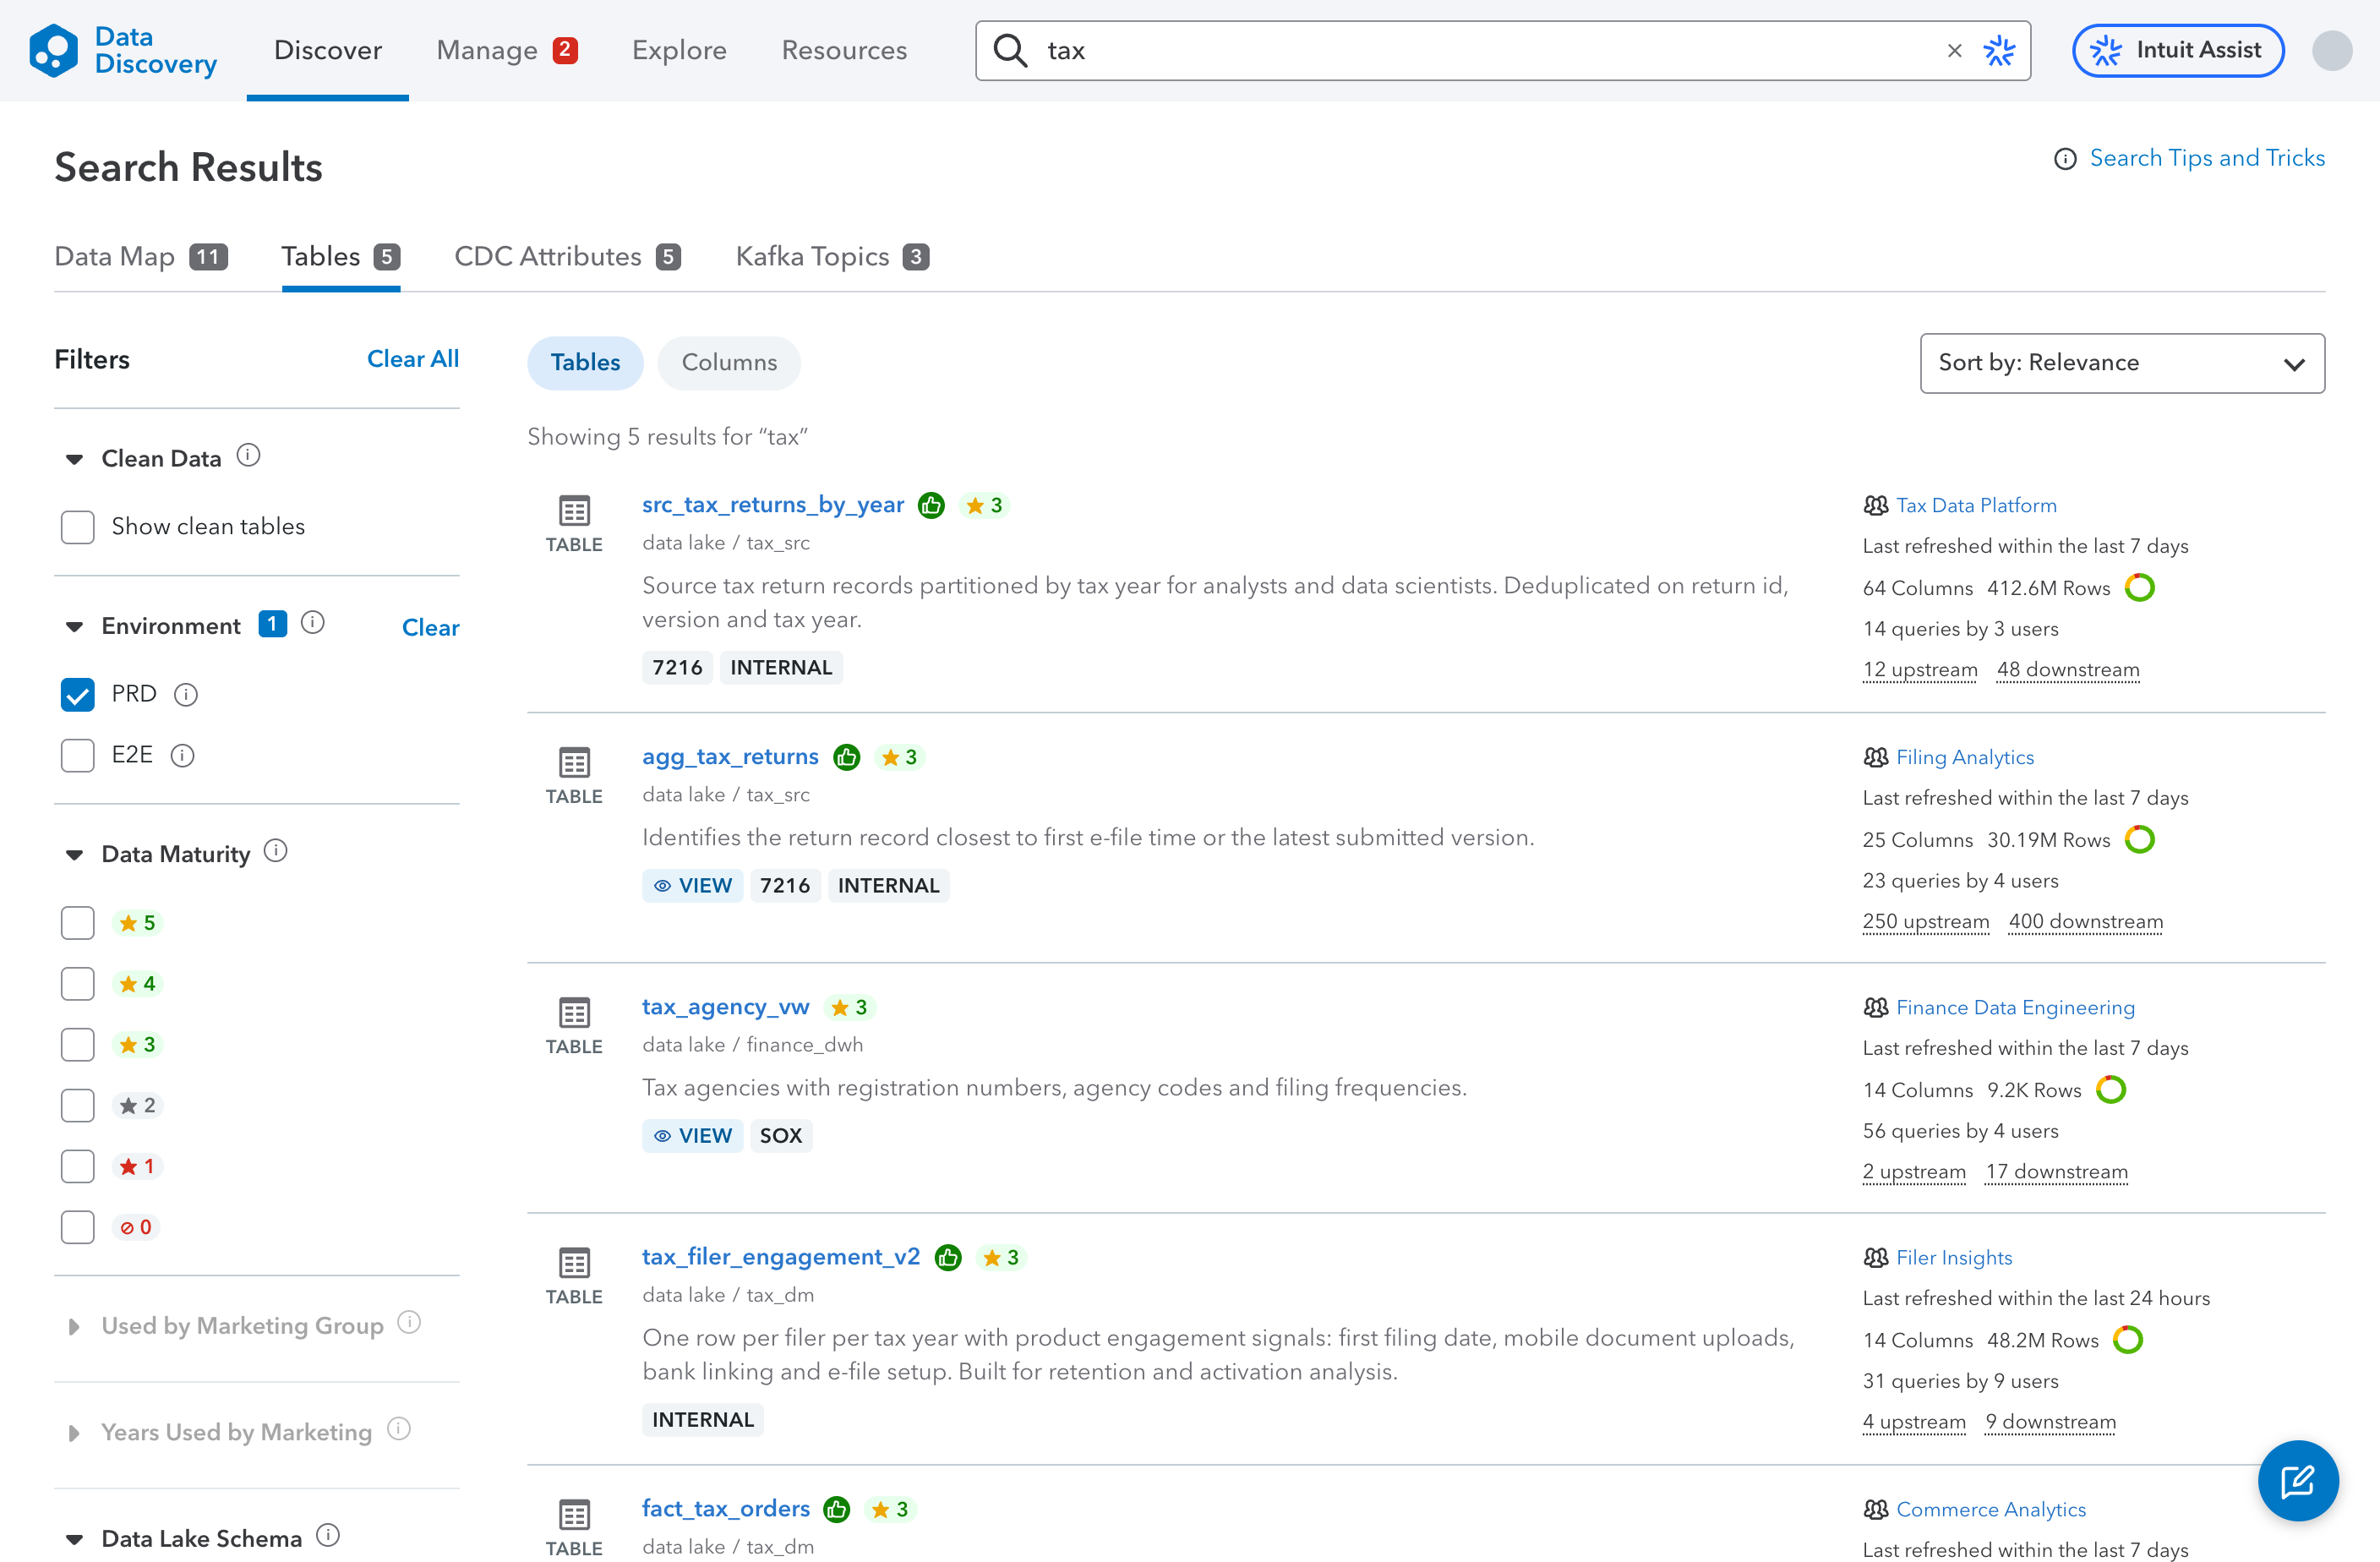 Data
Discovery
Discover
Manage 2
Explore
Resources
tax
Intuit Assist
Search Results
Search Tips and Tricks
Data Map 11
Tables 5
CDC Attributes 5
Kafka Topics 3
Filters
Clear All
Clean Data
Show clean tables
Environment 1
Clear
PRD
E2E
Data Maturity
5
4
3
2
1
0
Used by Marketing Group
Years Used by Marketing
Data Lake Schema
Tables
Columns
Sort by: Relevance
Showing 5 results for “tax”
TABLE
src_tax_returns_by_year 3
data lake / tax_src
Source tax return records partitioned by tax year for analysts and data scientists. Deduplicated on return id,
version and tax year.
7216 INTERNAL
Tax Data Platform
Last refreshed within the last 7 days
64 Columns 412.6M Rows
14 queries by 3 users
12 upstream 48 downstream
TABLE
agg_tax_returns 3
data lake / tax_src
Identifies the return record closest to first e-file time or the latest submitted version.
VIEW 7216 INTERNAL
Filing Analytics
Last refreshed within the last 7 days
25 Columns 30.19M Rows
23 queries by 4 users
250 upstream 400 downstream
TABLE
tax_agency_vw 3
data lake / finance_dwh
Tax agencies with registration numbers, agency codes and filing frequencies.
VIEW SOX
Finance Data Engineering
Last refreshed within the last 7 days
14 Columns 9.2K Rows
56 queries by 4 users
2 upstream 17 downstream
TABLE
tax_filer_engagement_v2 3
data lake / tax_dm
One row per filer per tax year with product engagement signals: first filing date, mobile document uploads,
bank linking and e-file setup. Built for retention and activation analysis.
INTERNAL
Filer Insights
Last refreshed within the last 24 hours
14 Columns 48.2M Rows
31 queries by 9 users
4 upstream 9 downstream
TABLE
fact_tax_orders 3
data lake / tax_dm
Commerce Analytics
Last refreshed within the last 7 days